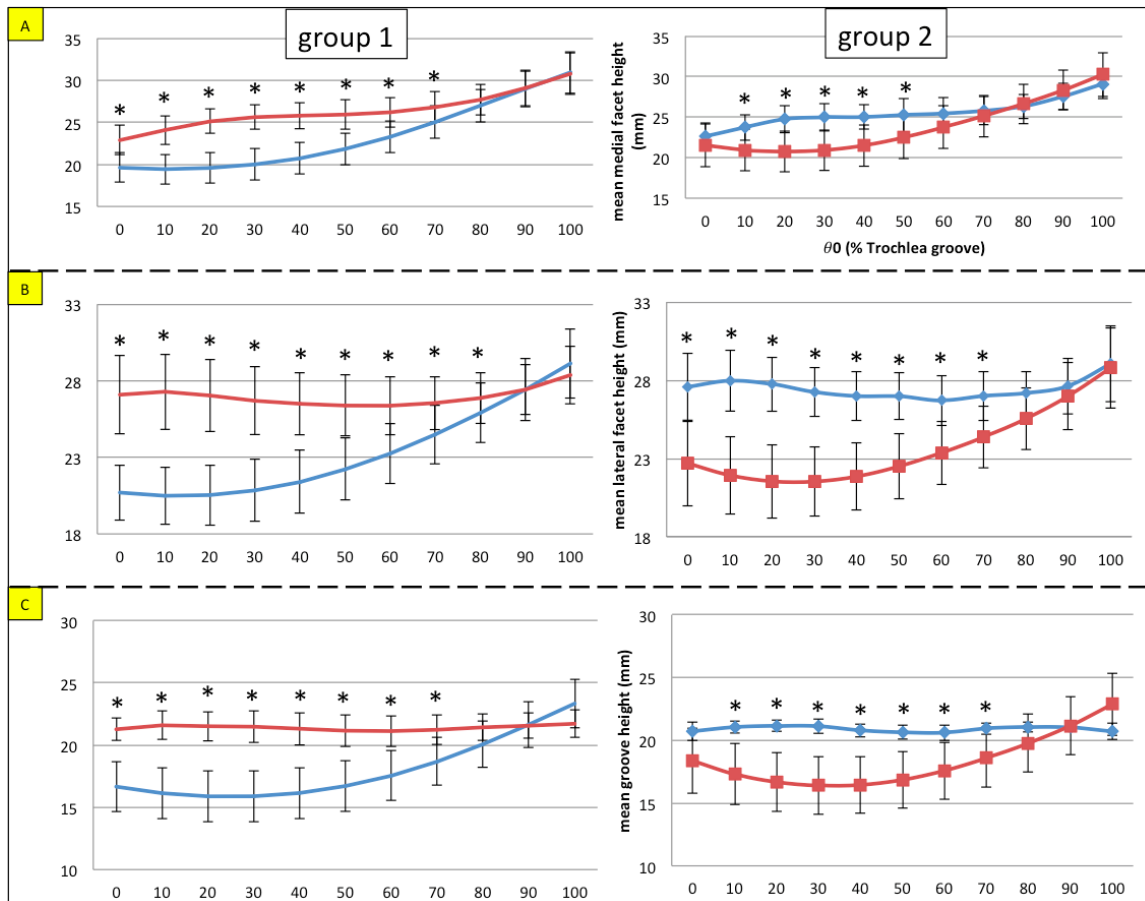 A
group 1
group 2
35
30
25
20
15
* * * * * * * *
0 10 20 30 40 50 60 70 80 90 100
mean medial facet height
(mm)
35
30
25
20
15
* * * * *
0 10 20 30 40 50 60 70 80 90 100
θ0 (% Trochlea groove)
B
33
28
23
18
* * * * * * * * *
0 10 20 30 40 50 60 70 80 90 100
mean lateral facet height (mm)
33
28
23
18
* * * * * * * *
0 10 20 30 40 50 60 70 80 90 100
C
30
25
20
15
10
* * * * * * * *
0 10 20 30 40 50 60 70 80 90 100
mean groove height (mm)
30
25
20
15
10
* * * * * * *
0 10 20 30 40 50 60 70 80 90 100